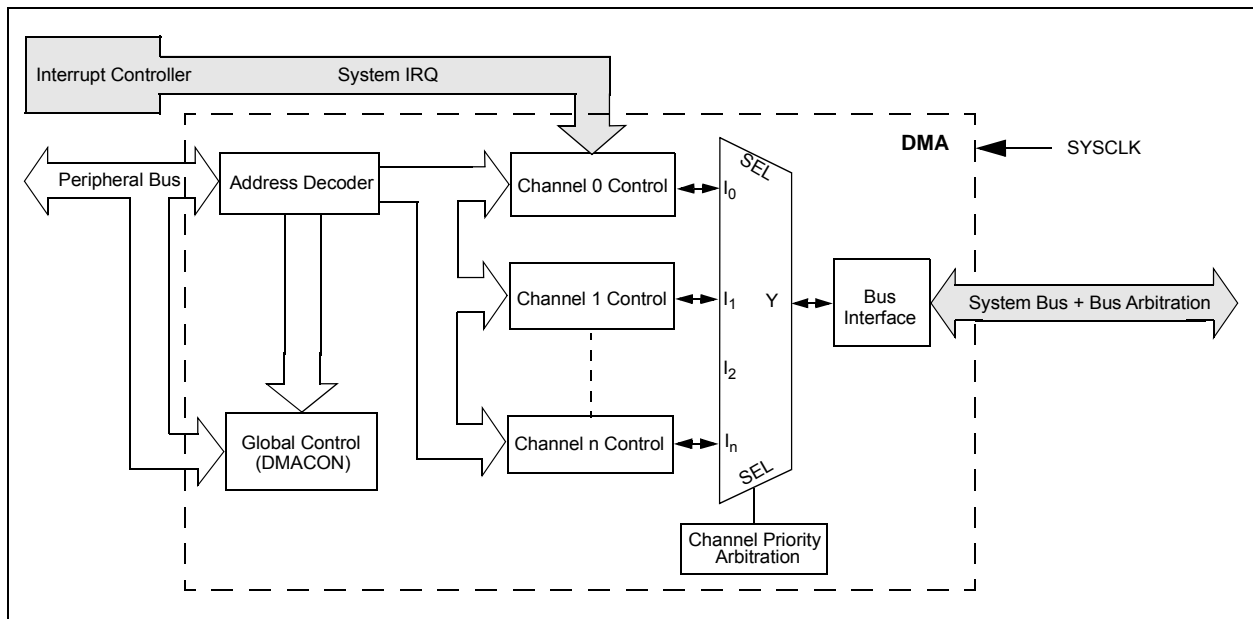 Interrupt Controller
System IRQ
DMA
SYSCLK
Peripheral Bus
Address Decoder
Channel 0 Control
SEL
I0
Channel 1 Control
I1
Y
Bus
Interface
System Bus + Bus Arbitration
I2
Global Control
(DMACON)
Channel n Control
In
SEL
Channel Priority
Arbitration